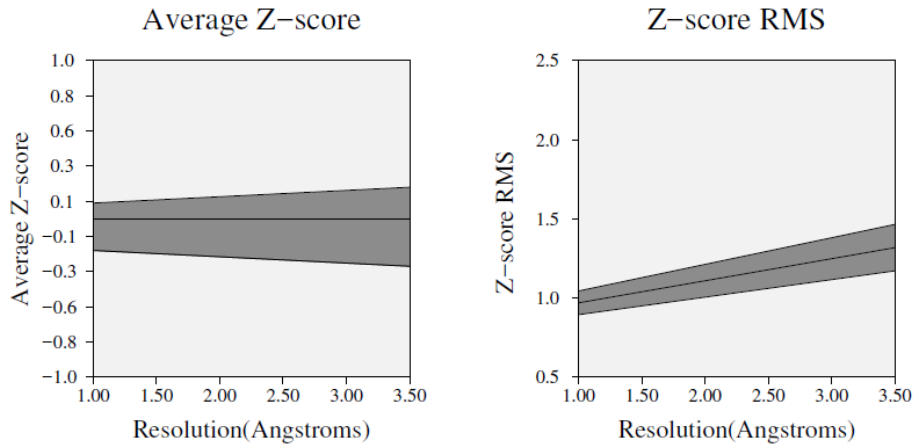 Average Z−score
1.0
0.8
0.6
0.3
0.1
−0.1
−0.3
−0.6
−0.8
−1.0
Average Z−score
1.00 1.50 2.00 2.50 3.00 3.50
Resolution(Angstroms)
Z−score RMS
2.5
2.0
1.5
1.0
0.5
Z−score RMS
1.00 1.50 2.00 2.50 3.00 3.50
Resolution(Angstroms)